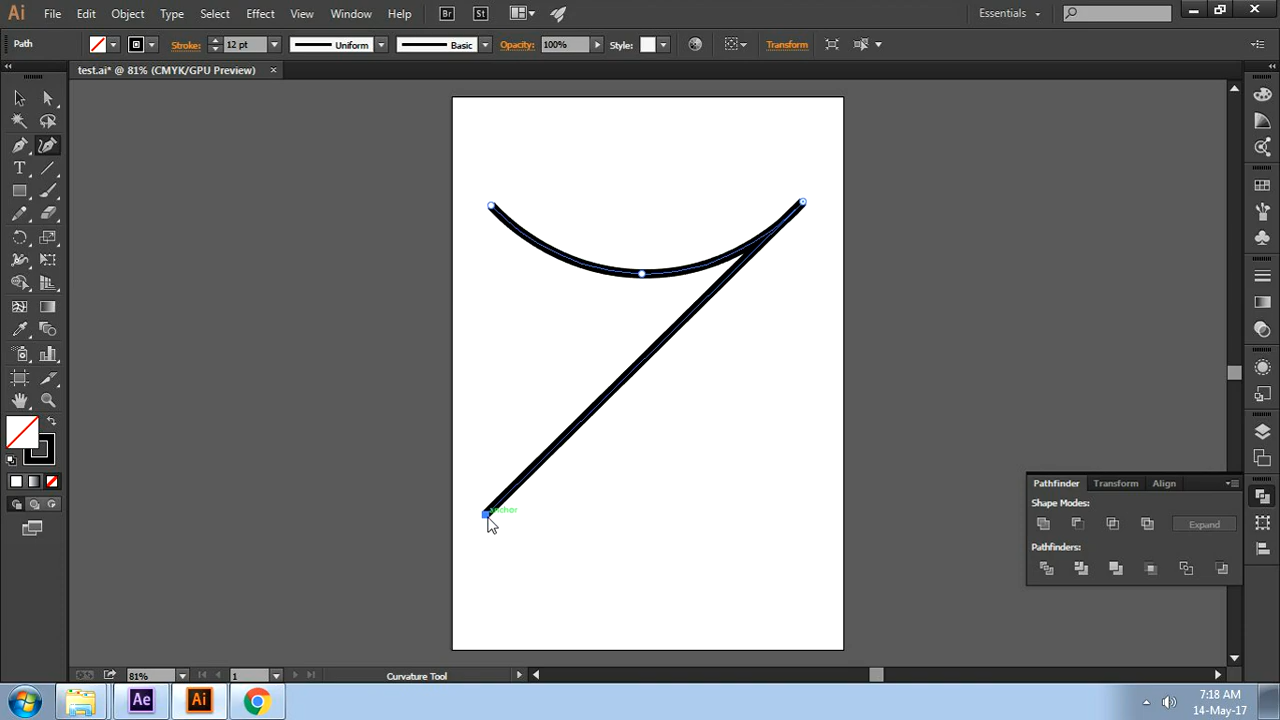 Ai File Edit Object Type Select Effect View Window Help Br St Essentials
Path Stroke: 12 pt Uniform Basic Opacity: 100% Style: Transform
test.ai* @ 81% (CMYK/GPU Preview)
anchor
Pathfinder Transform Align
Shape Modes:
Expand
Pathfinders:
81% 1 Curvature Tool
Ae Ai
7:18 AM
14-May-17